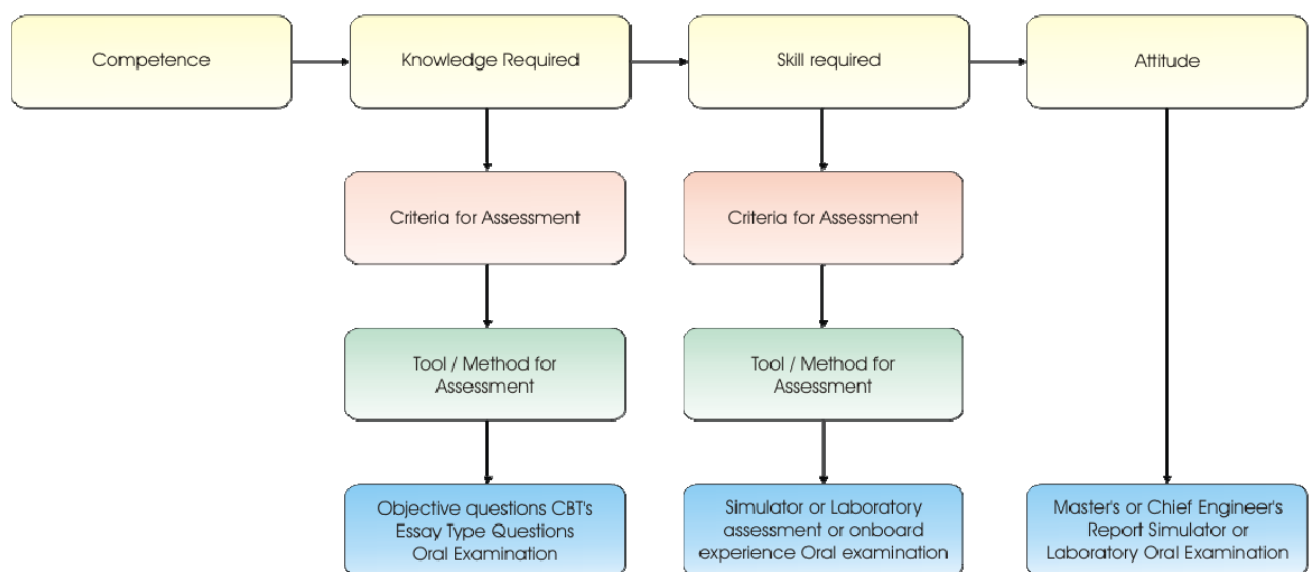 Competence
Knowledge Required
Skill required
Attitude
Criteria for Assessment
Criteria for Assessment
Tool / Method for
Assessment
Tool / Method for
Assessment
Objective questions CBT's
Essay Type Questions
Oral Examination
Simulator or Laboratory
assessment or onboard
experience Oral examination
Master's or Chief Engineer's
Report Simulator or
Laboratory Oral Examination